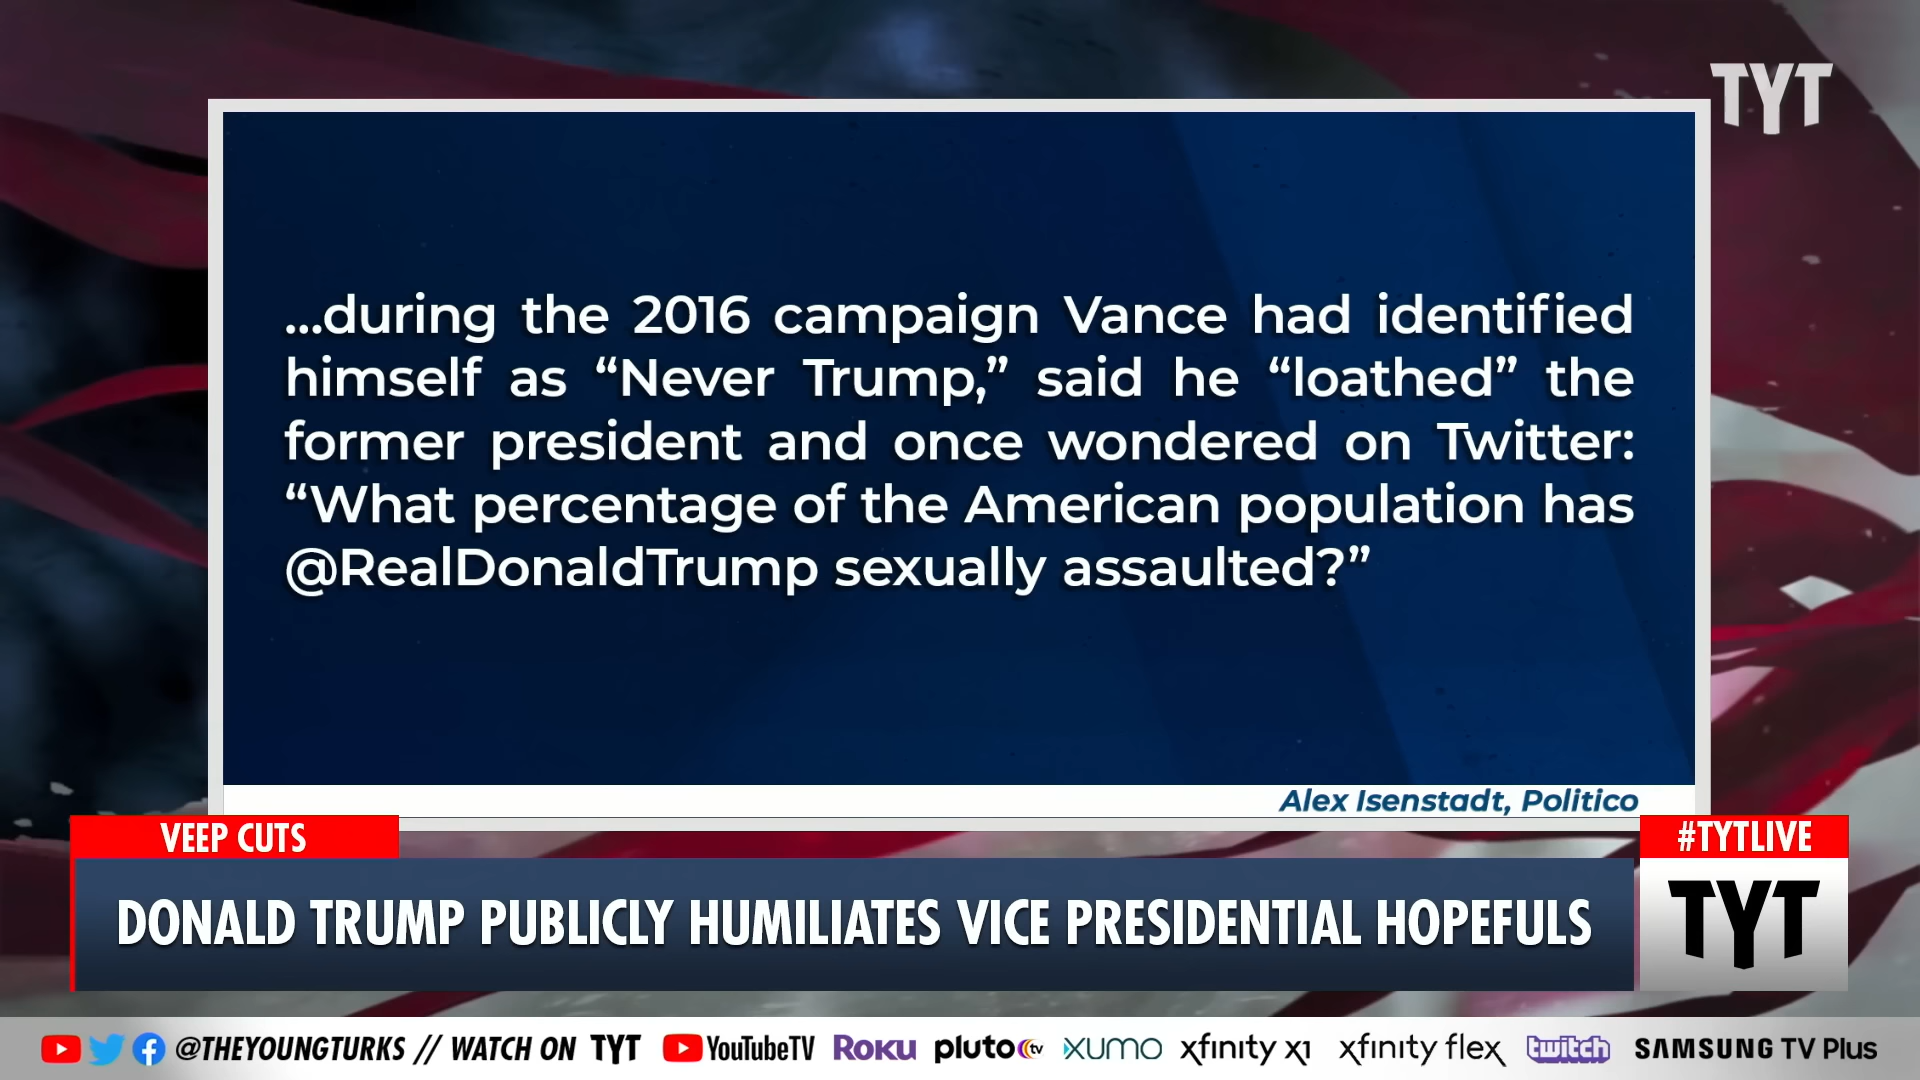 TYT
...during the 2016 campaign Vance had identified
himself as “Never Trump,” said he “loathed” the
former president and once wondered on Twitter:
“What percentage of the American population has
@RealDonaldTrump sexually assaulted?”
Alex Isenstadt, Politico
VEEP CUTS
#TYTLIVE
DONALD TRUMP PUBLICLY HUMILIATES VICE PRESIDENTIAL HOPEFULS
TYT
@THEYOUNGTURKS // WATCH ON TYT YouTubeTV ROKU pluto tv XUMO xfinity x1 xfinity flex twitch SAMSUNG TV Plus